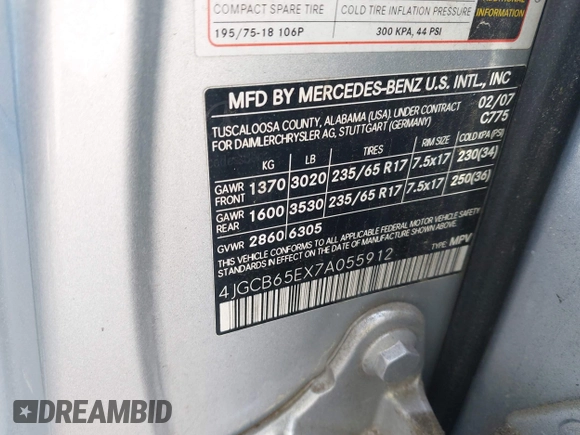 COMPACT SPARE TIRE COLD TIRE INFLATION PRESSURE
195/75-18 106P 300 KPA, 44 PSI
ADDITIONAL
INFORMATION
MFD BY MERCEDES-BENZ U.S. INTL., INC
TUSCALOOSA COUNTY, ALABAMA (USA). UNDER CONTRACT 02/07
FOR DAIMLERCHRYSLER AG, STUTTGART (GERMANY) C775
KG LB TIRES RIM SIZE COLD KPA (PSI)
GAWR FRONT 1370 3020 235/65 R17 7.5x17 230(34)
GAWR REAR 1600 3530 235/65 R17 7.5x17 250(36)
GVWR 2860 6305
THIS VEHICLE CONFORMS TO ALL APPLICABLE FEDERAL MOTOR VEHICLE SAFETY
STANDARDS IN EFFECT ON THE DATE OF MANUFACTURE SHOWN ABOVE.
4JGCB65EX7A055912 TYPE: MPV
DREAMBID